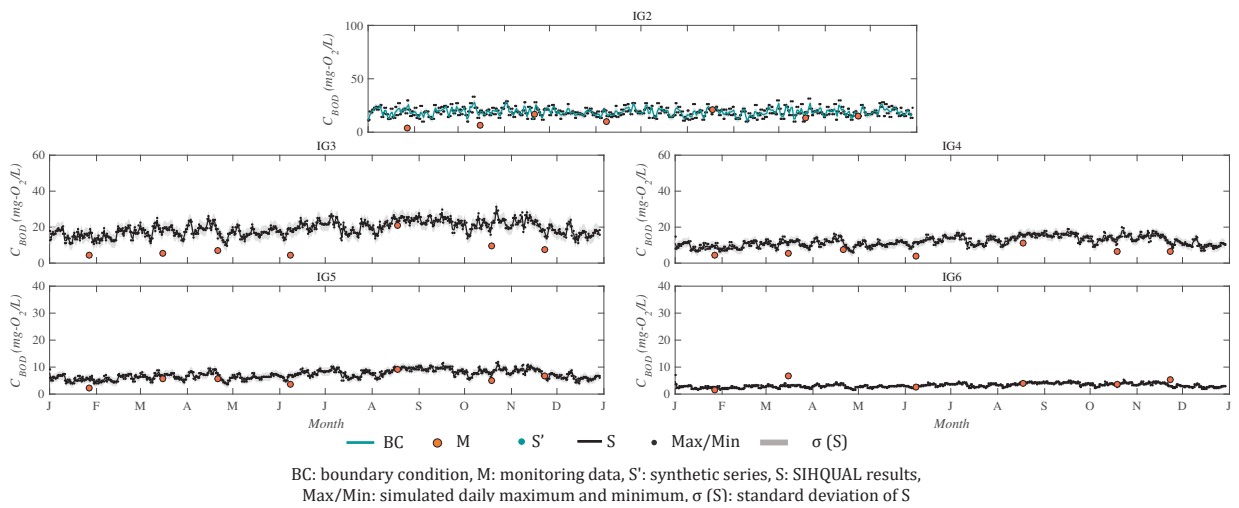 IG2
100
50
0
C_BOD (mg-O_2/L)
IG3
IG4
60
40
20
0
C_BOD (mg-O_2/L)
60
40
20
0
C_BOD (mg-O_2/L)
IG5
IG6
40
30
20
10
0
C_BOD (mg-O_2/L)
J F M A M J J A S O N D J
Month
40
30
20
10
0
C_BOD (mg-O_2/L)
J F M A M J J A S O N D J
Month
BC M S' S Max/Min σ (S)
BC: boundary condition, M: monitoring data, S': synthetic series, S: SIHQUAL results,
Max/Min: simulated daily maximum and minimum, σ (S): standard deviation of S